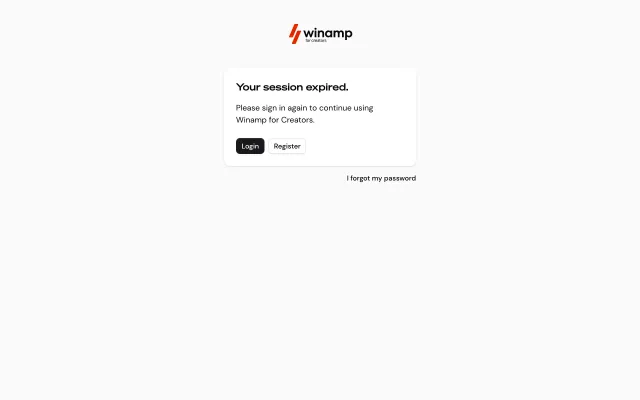 winamp
for creators
Your session expired.
Please sign in again to continue using
Winamp for Creators.
Login
Register
I forgot my password